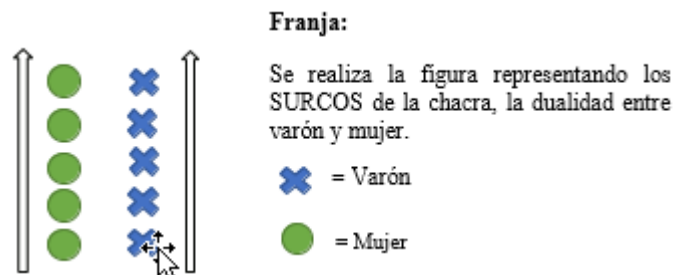 Franja:
Se realiza la figura representando los
SURCOS de la chacra, la dualidad entre
varón y mujer.
= Varón
= Mujer